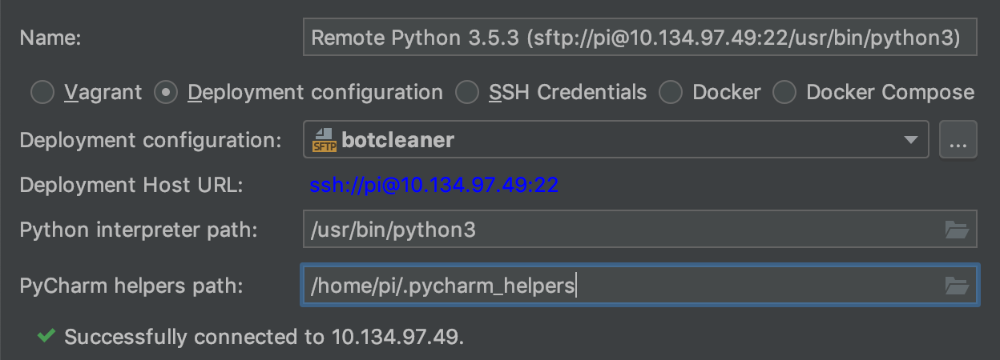 Name: Remote Python 3.5.3 (sftp://pi@10.134.97.49:22/usr/bin/python3)
Vagrant Deployment configuration SSH Credentials Docker Docker Compose
Deployment configuration: SFTP botcleaner ...
Deployment Host URL: ssh://pi@10.134.97.49:22
Python interpreter path: /usr/bin/python3
PyCharm helpers path: /home/pi/.pycharm_helpers
Successfully connected to 10.134.97.49.